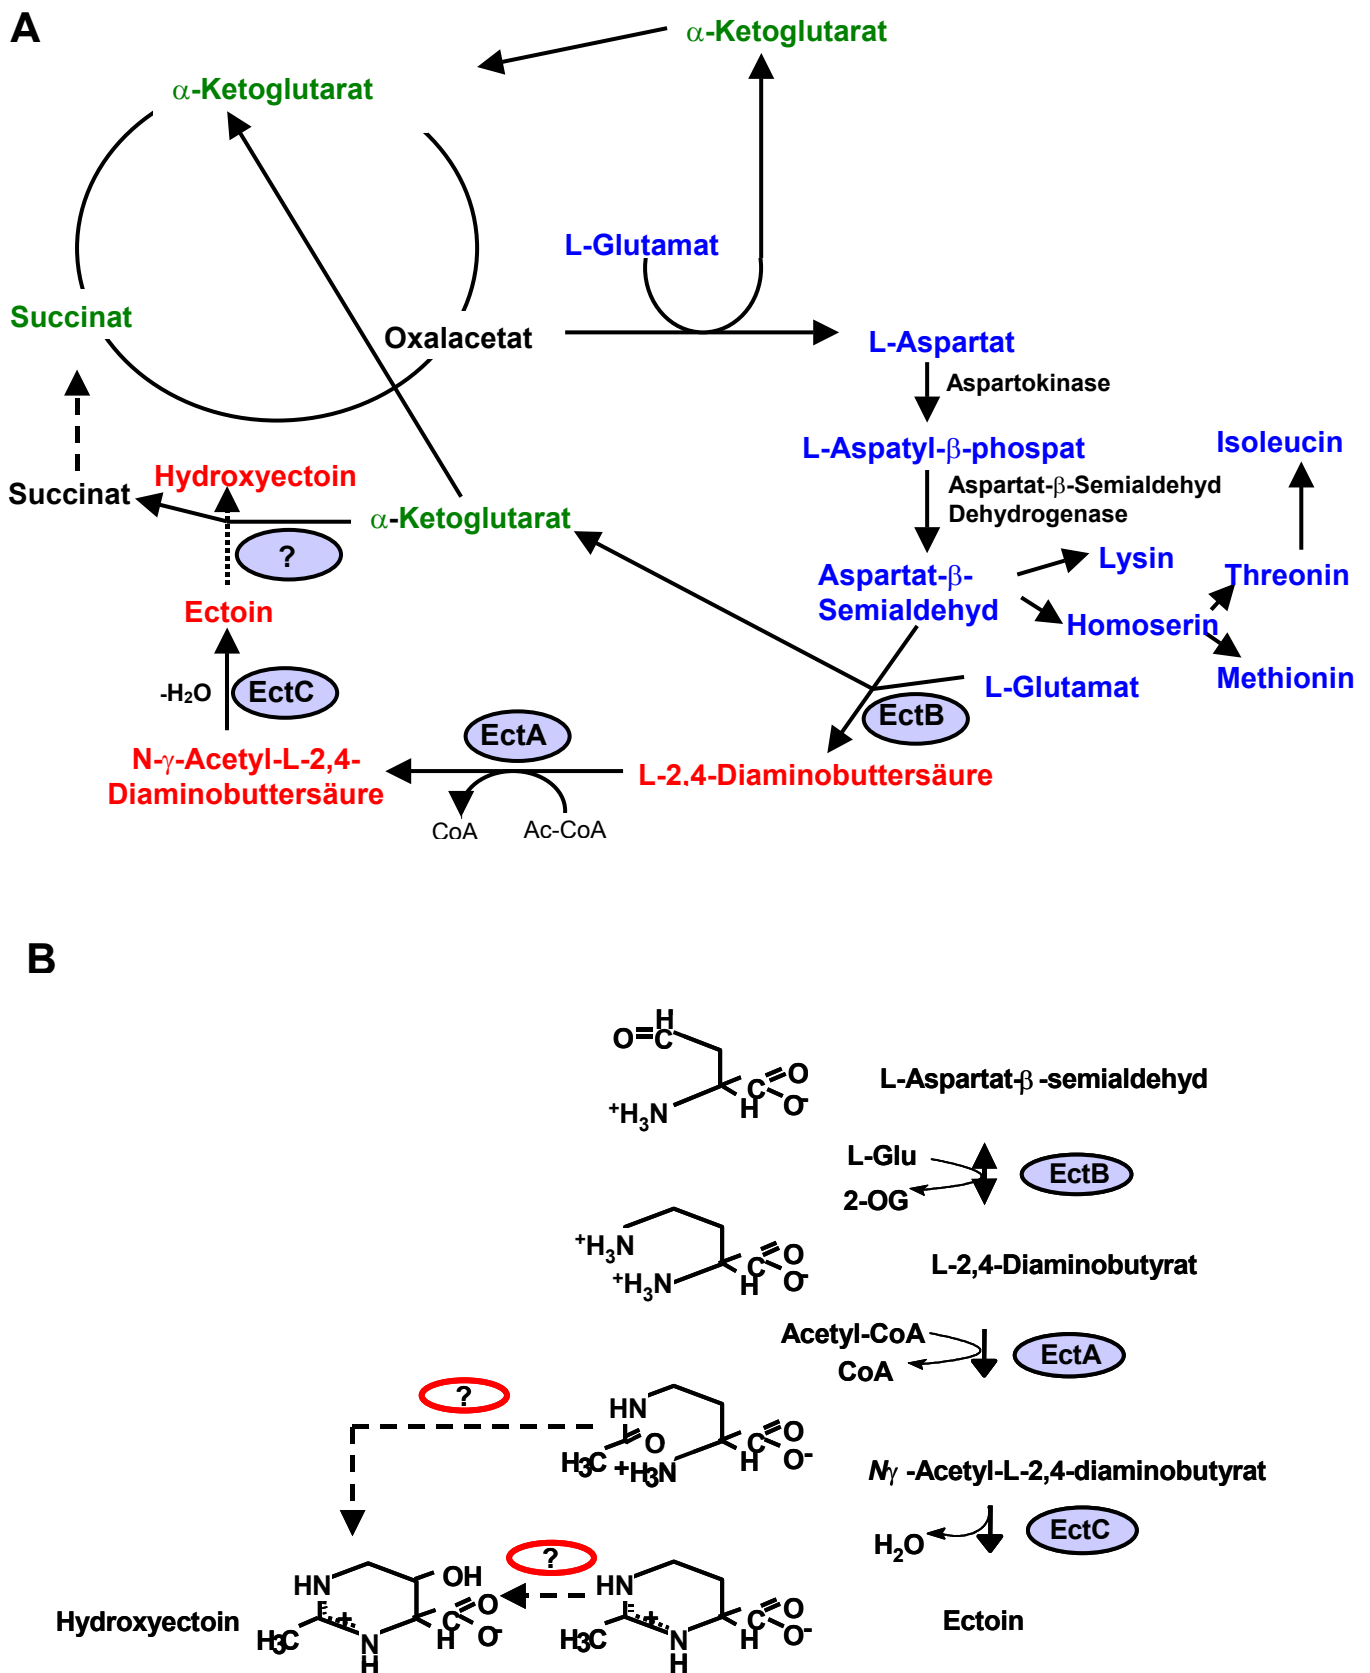 A
α-Ketoglutarat
α-Ketoglutarat
L-Glutamat
Succinat
Oxalacetat
L-Aspartat
Aspartokinase
L-Aspatyl-β-phospat
Isoleucin
Hydroxyectoin
Succinat
α-Ketoglutarat
Aspartat-β-Semialdehyd
Dehydrogenase
?
Lysin
Aspartat-β-
Semialdehyd
Threonin
Ectoin
Homoserin
-H₂O
EctC
L-Glutamat
Methionin
EctB
EctA
N-γ-Acetyl-L-2,4-
Diaminobuttersäure
L-2,4-Diaminobuttersäure
CoA
Ac-CoA
B
H
O=C
C
O
O-
H
+H₃N
L-Aspartat-β-semialdehyd
L-Glu
2-OG
EctB
+H₃N
+H₃N
H
C
O
O-
L-2,4-Diaminobutyrat
Acetyl-CoA
CoA
EctA
?
HN
O
H₃C
+H₃N
H
C
O
O-
Nγ-Acetyl-L-2,4-diaminobutyrat
H₂O
EctC
?
HN
OH
+
H₃C
N
H
H
C
O
O-
HN
+
H₃C
N
H
H
C
O
O-
Hydroxyectoin
Ectoin